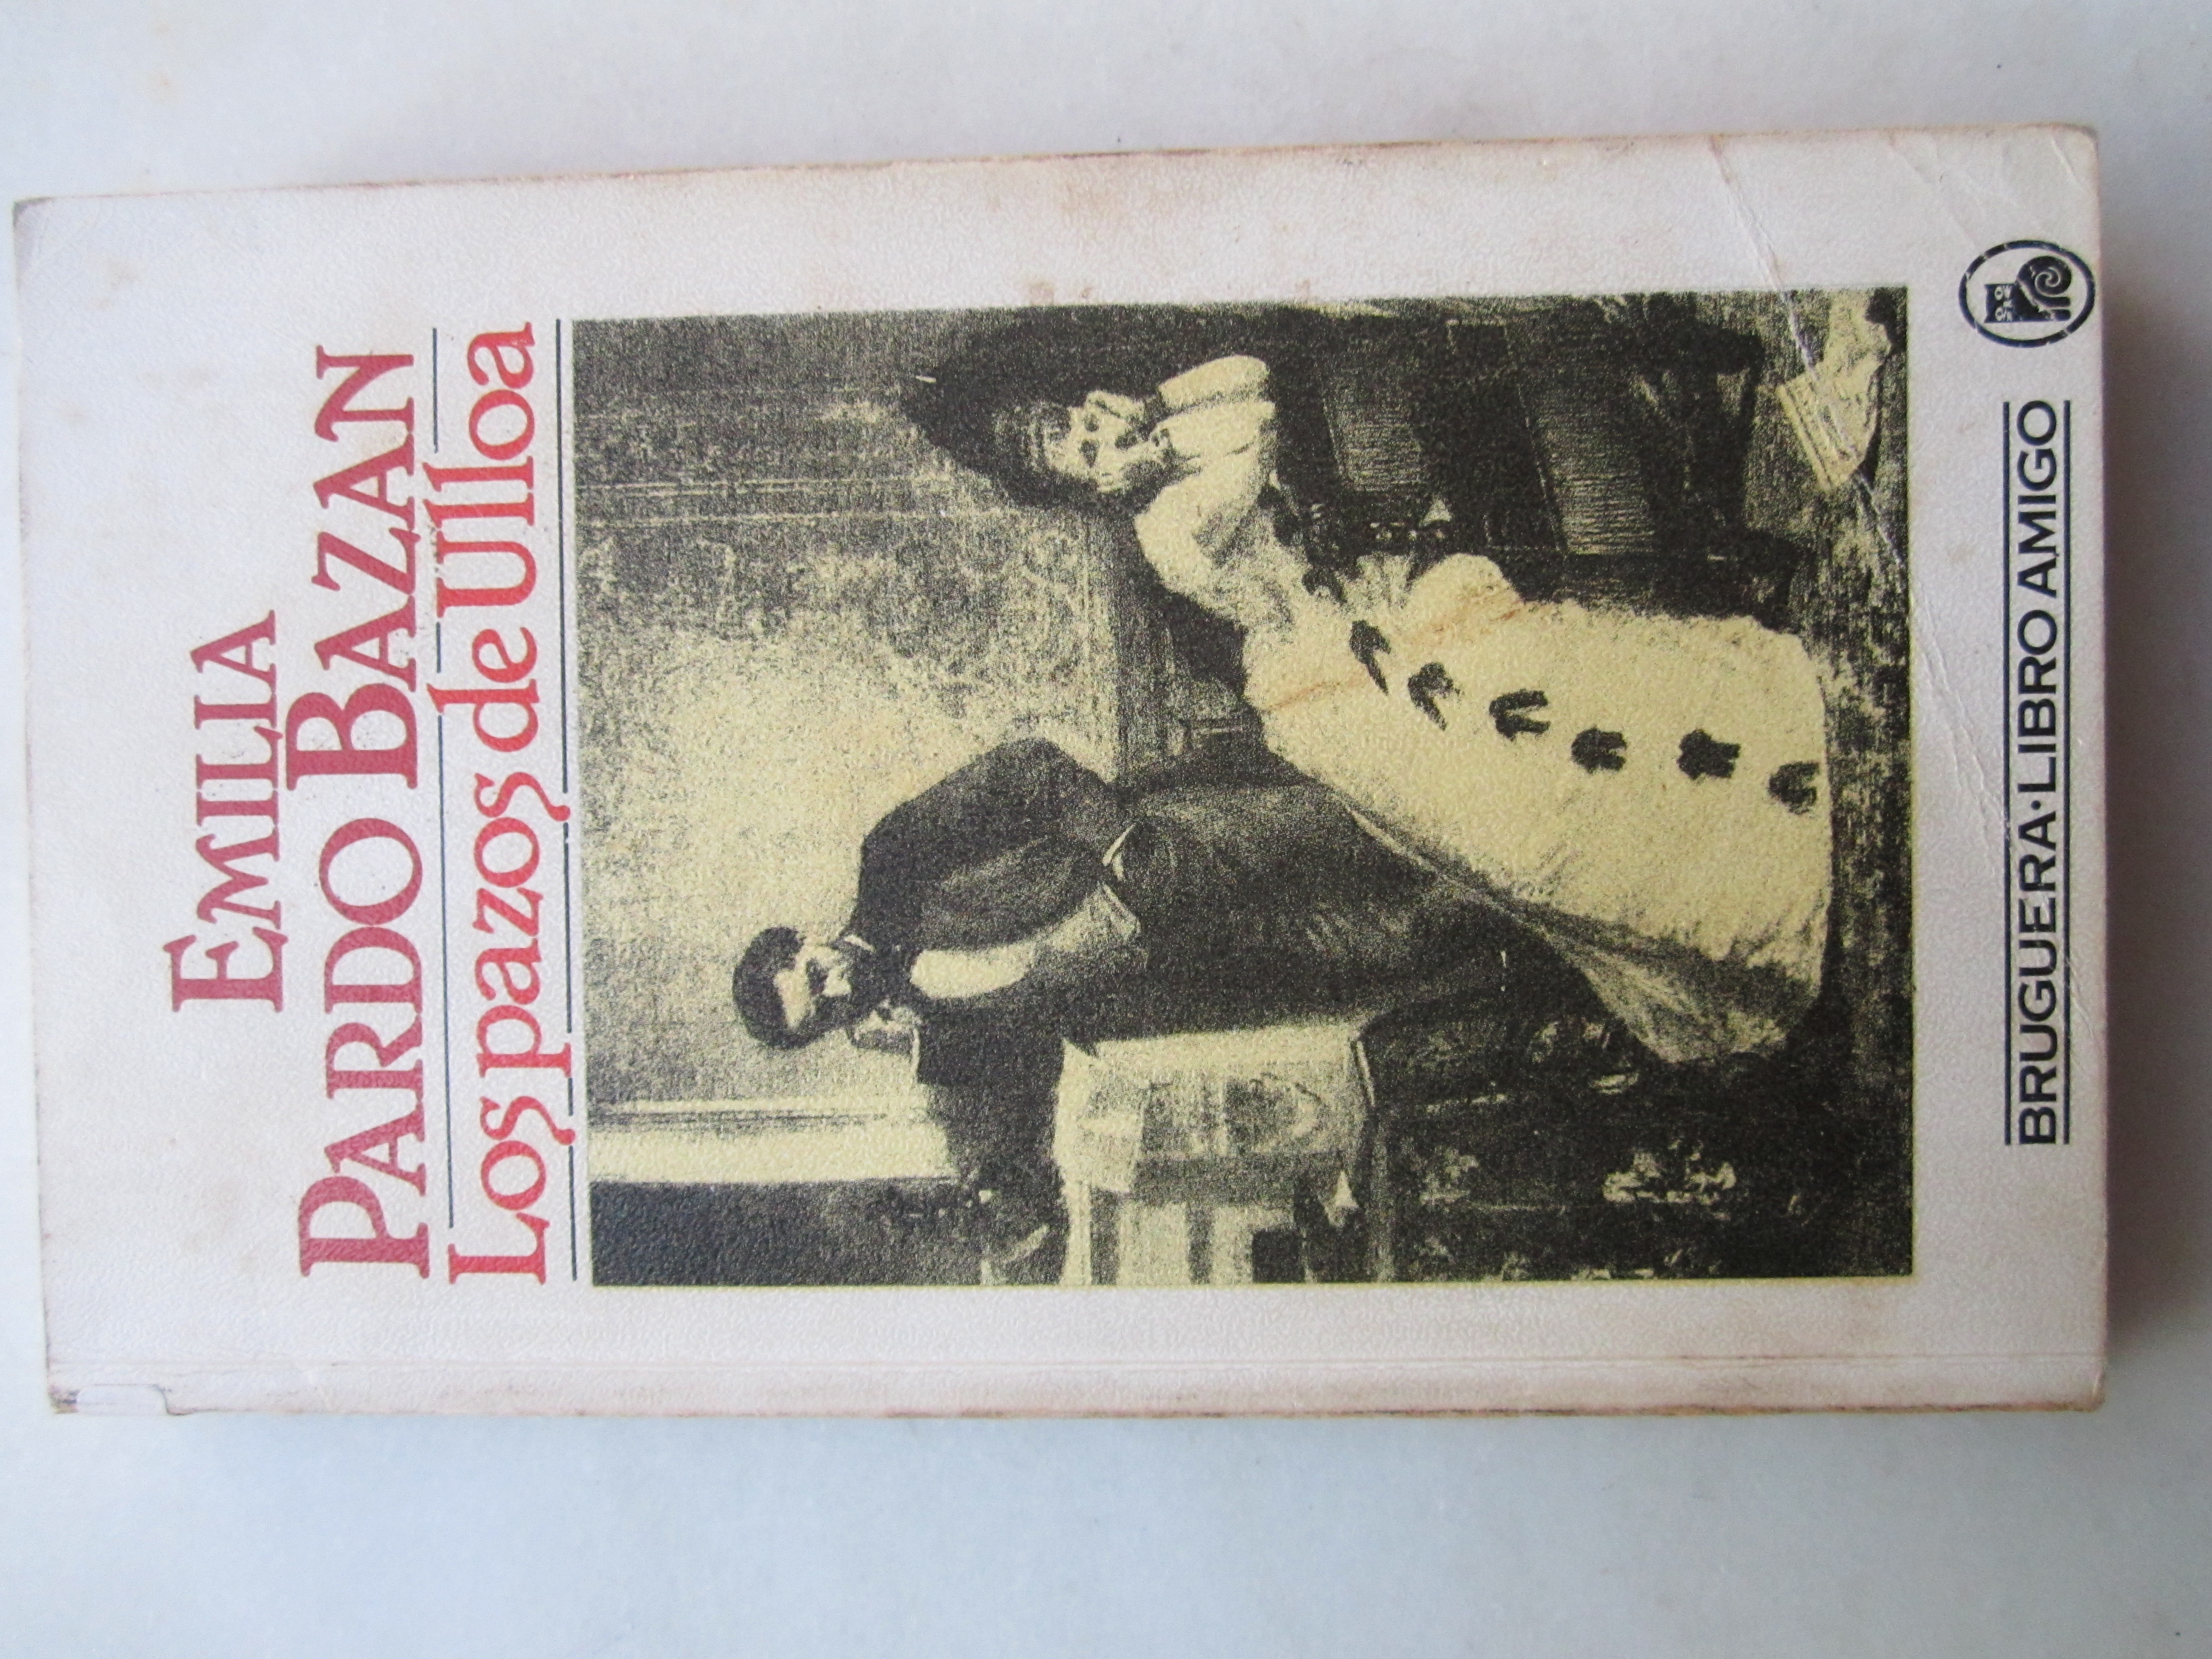 EMILIA
PARDO BAZAN
Los pazos de Ulloa
BRUGUERA·LIBRO AMIGO